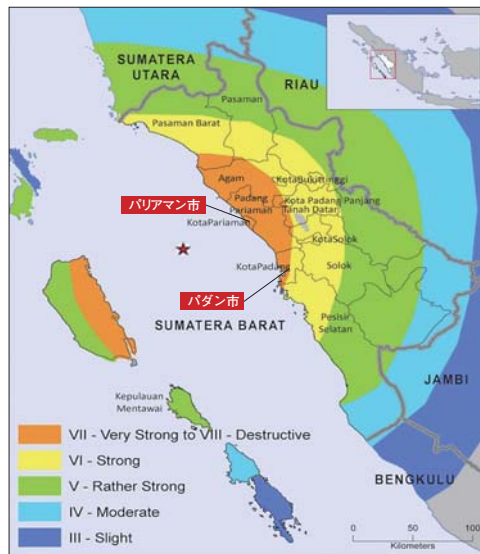 SUMATERA
UTARA
RIAU
Pasaman
Pasaman Barat
Agam
KotaBukittinggi
パリアマン市
Padang
Pariaman
Kota Padang Panjang
Tanah Datar
KotaPariaman
KotaSolok
KotaPadang
Solok
パダン市
SUMATERA BARAT
Pesisir
Selatan
JAMBI
Kepulauan
Mentawai
VII - Very Strong to VIII - Destructive
VI - Strong
V - Rather Strong
IV - Moderate
III - Slight
BENGKULU
0 25 50 100
Kilometers